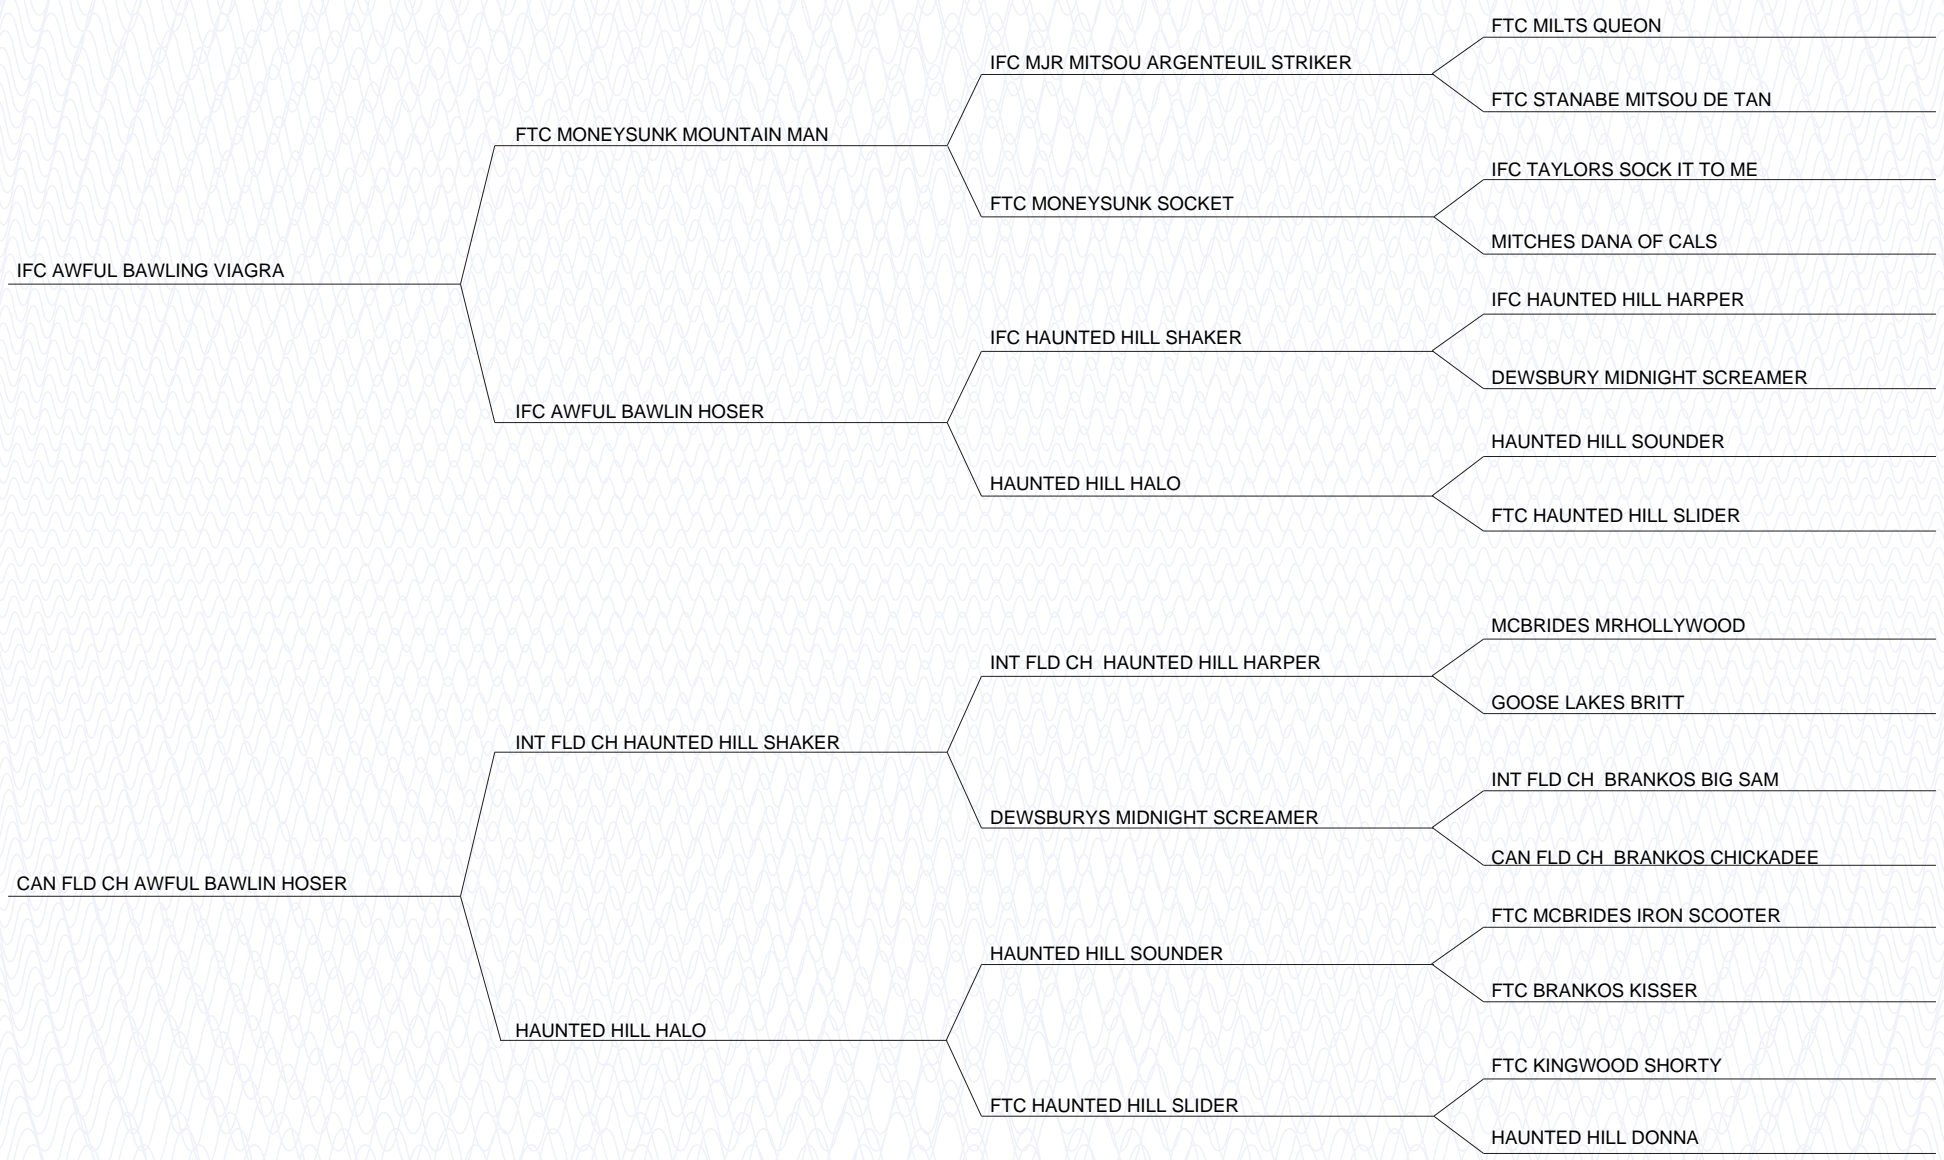 FTC MILTS QUEON
IFC MJR MITSOU ARGENTEUIL STRIKER
FTC STANABE MITSOU DE TAN
FTC MONEYSUNK MOUNTAIN MAN
IFC TAYLORS SOCK IT TO ME
FTC MONEYSUNK SOCKET
MITCHES DANA OF CALS
IFC AWFUL BAWLING VIAGRA
IFC HAUNTED HILL HARPER
IFC HAUNTED HILL SHAKER
DEWSBURY MIDNIGHT SCREAMER
IFC AWFUL BAWLIN HOSER
HAUNTED HILL SOUNDER
HAUNTED HILL HALO
FTC HAUNTED HILL SLIDER
MCBRIDES MRHOLLYWOOD
INT FLD CH  HAUNTED HILL HARPER
GOOSE LAKES BRITT
INT FLD CH HAUNTED HILL SHAKER
INT FLD CH  BRANKOS BIG SAM
DEWSBURYS MIDNIGHT SCREAMER
CAN FLD CH  BRANKOS CHICKADEE
CAN FLD CH AWFUL BAWLIN HOSER
FTC MCBRIDES IRON SCOOTER
HAUNTED HILL SOUNDER
FTC BRANKOS KISSER
HAUNTED HILL HALO
FTC KINGWOOD SHORTY
FTC HAUNTED HILL SLIDER
HAUNTED HILL DONNA